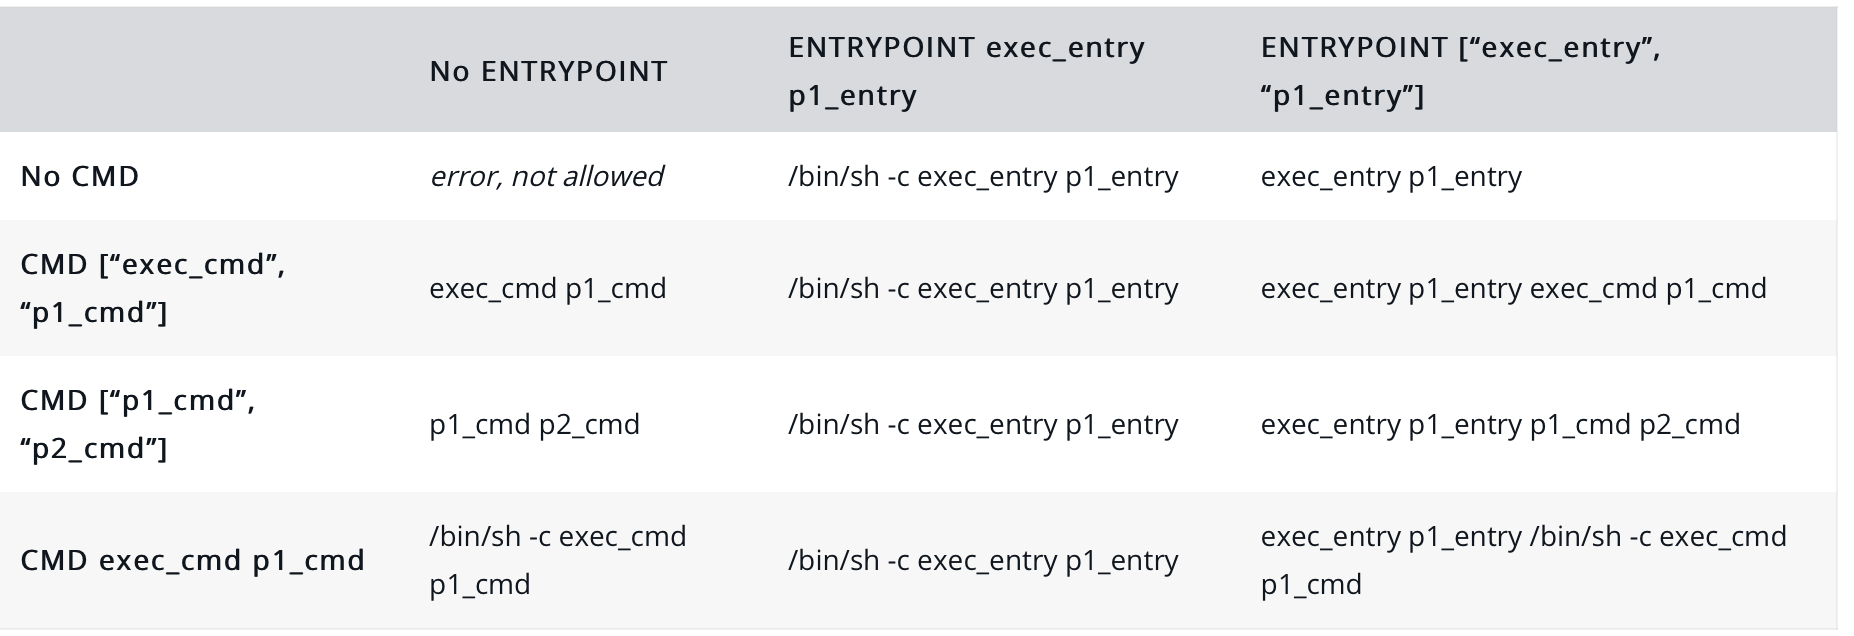 No ENTRYPOINT
ENTRYPOINT exec_entry
p1_entry
ENTRYPOINT [“exec_entry”,
“p1_entry”]
No CMD
error, not allowed
/bin/sh -c exec_entry p1_entry
exec_entry p1_entry
CMD [“exec_cmd”,
“p1_cmd”]
exec_cmd p1_cmd
/bin/sh -c exec_entry p1_entry
exec_entry p1_entry exec_cmd p1_cmd
CMD [“p1_cmd”,
“p2_cmd”]
p1_cmd p2_cmd
/bin/sh -c exec_entry p1_entry
exec_entry p1_entry p1_cmd p2_cmd
CMD exec_cmd p1_cmd
/bin/sh -c exec_cmd
p1_cmd
/bin/sh -c exec_entry p1_entry
exec_entry p1_entry /bin/sh -c exec_cmd
p1_cmd